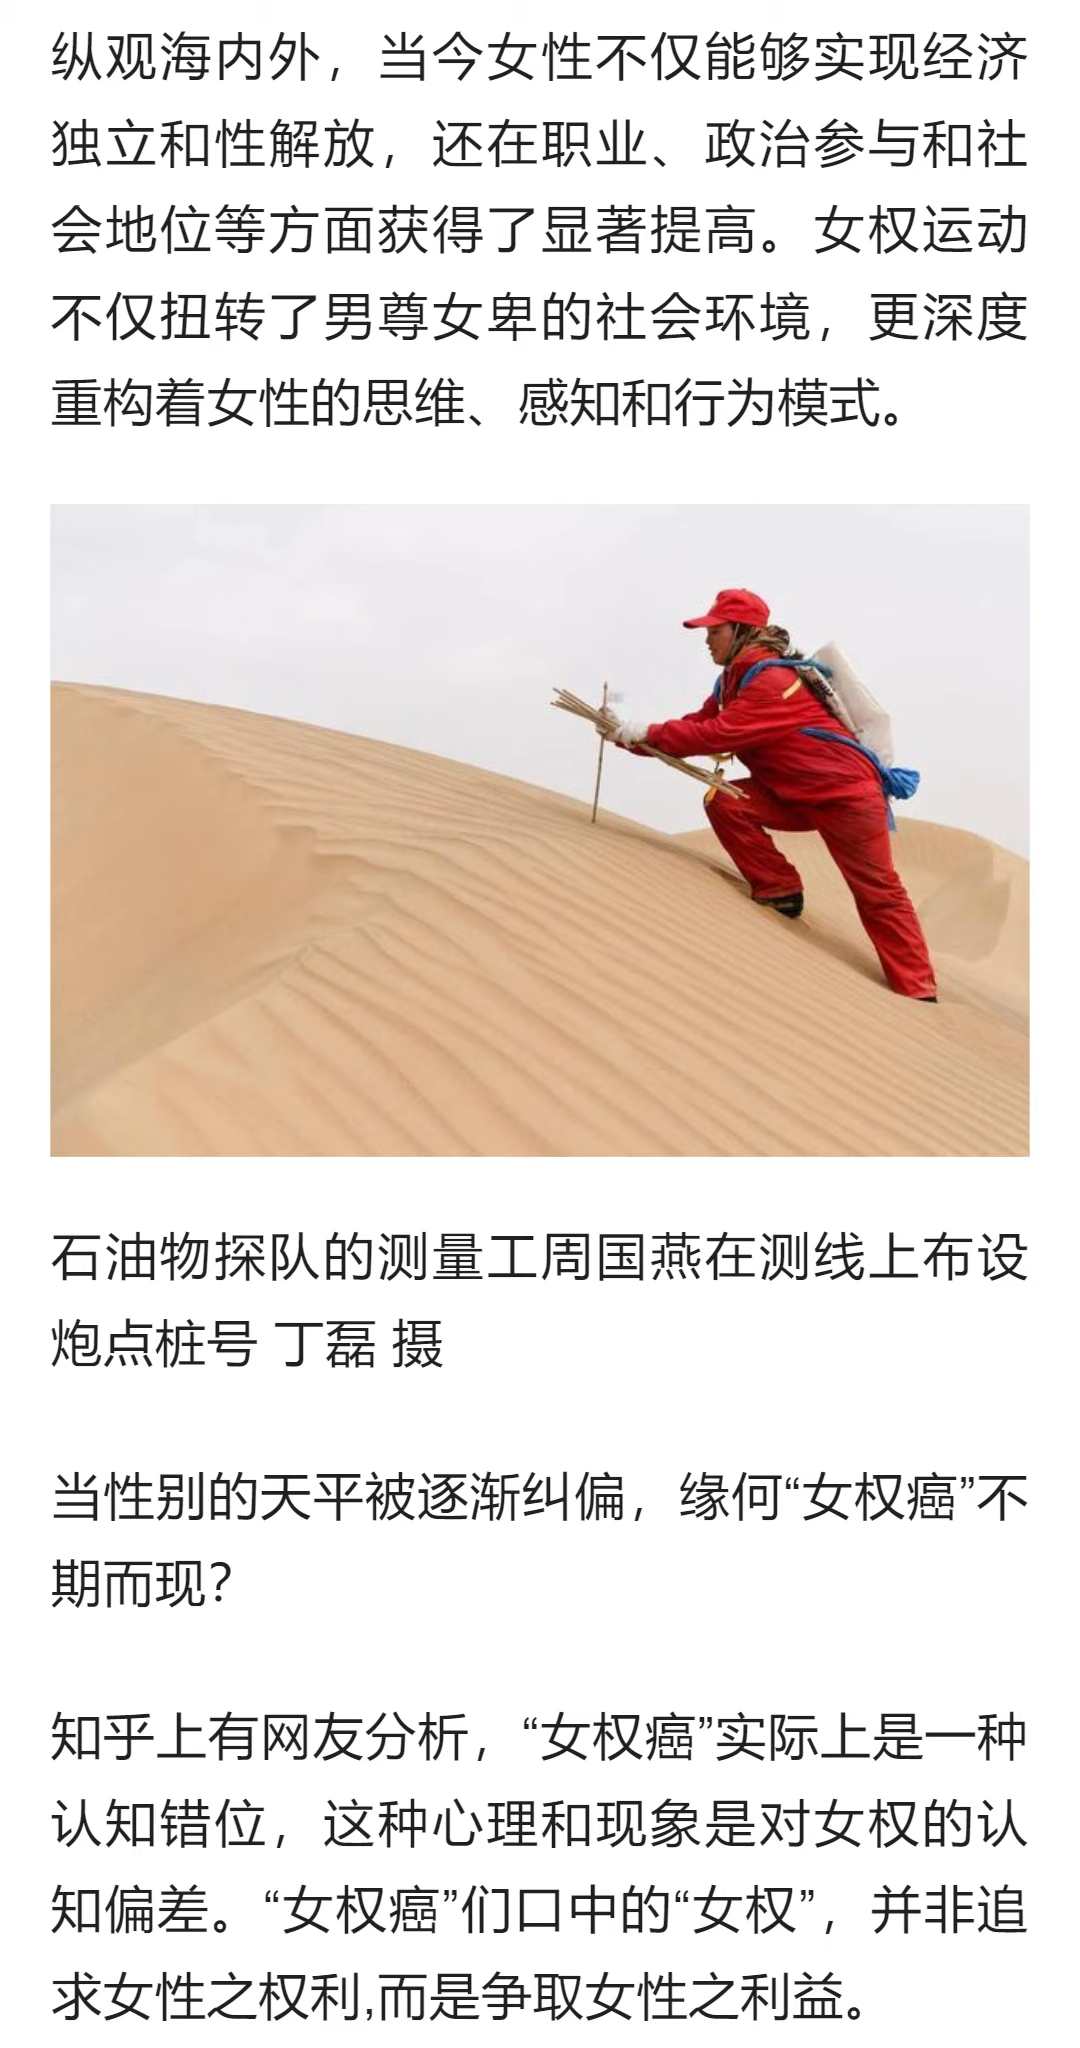 纵观海内外，当今女性不仅能够实现经济
独立和性解放，还在职业、政治参与和社
会地位等方面获得了显著提高。女权运动
不仅扭转了男尊女卑的社会环境，更深度
重构着女性的思维、感知和行为模式。
石油物探队的测量工周国燕在测线上布设
炮点桩号 丁磊 摄
当性别的天平被逐渐纠偏，缘何“女权癌”不
期而现？
知乎上有网友分析，“女权癌”实际上是一种
认知错位，这种心理和现象是对女权的认
知偏差。“女权癌”们口中的“女权”，并非追
求女性之权利,而是争取女性之利益。